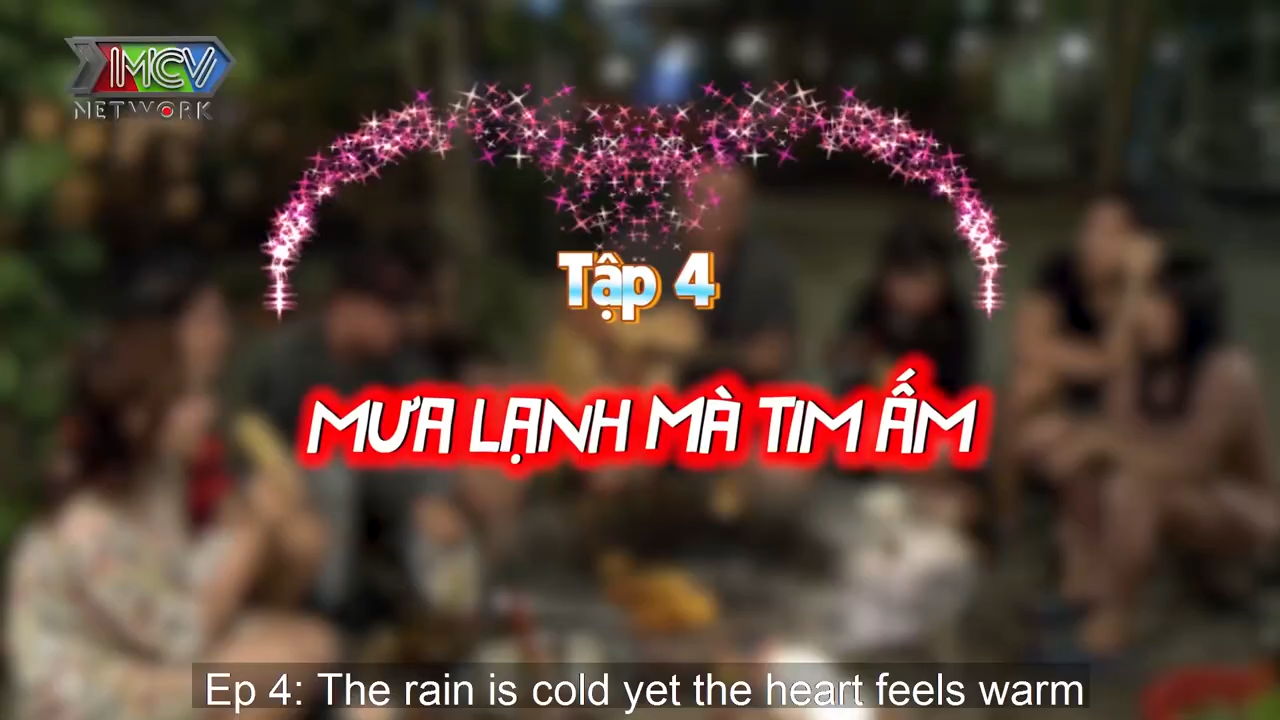 MCV
NETWORK
Tập 4
MƯA LẠNH MÀ TIM ẤM
Ep 4: The rain is cold yet the heart feels warm